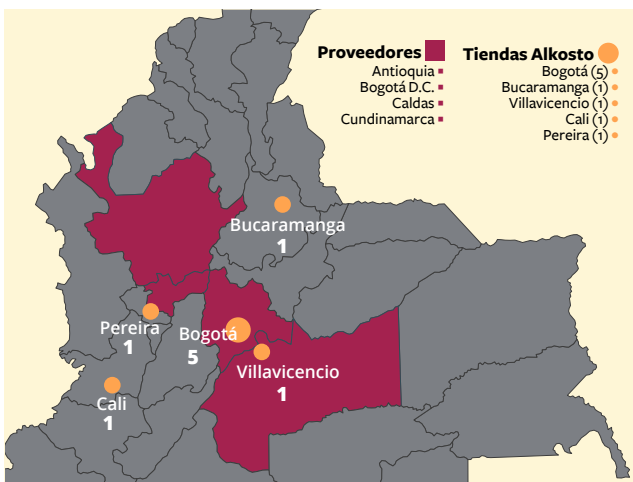 Proveedores
Antioquia
Bogotá D.C.
Caldas
Cundinamarca
Tiendas Alkosto
Bogotá (5)
Bucaramanga (1)
Villavicencio (1)
Cali (1)
Pereira (1)
Bucaramanga
1
Pereira
1
Bogotá
5
Villavicencio
1
Cali
1